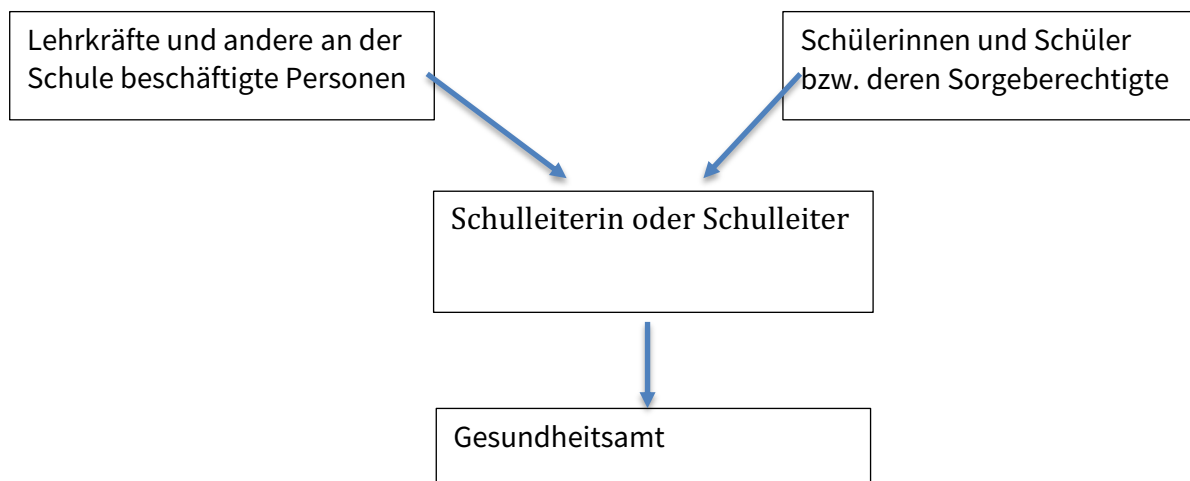 Lehrkräfte und andere an der
Schule beschäftigte Personen
Schülerinnen und Schüler
bzw. deren Sorgeberechtigte
Schulleiterin oder Schulleiter
Gesundheitsamt